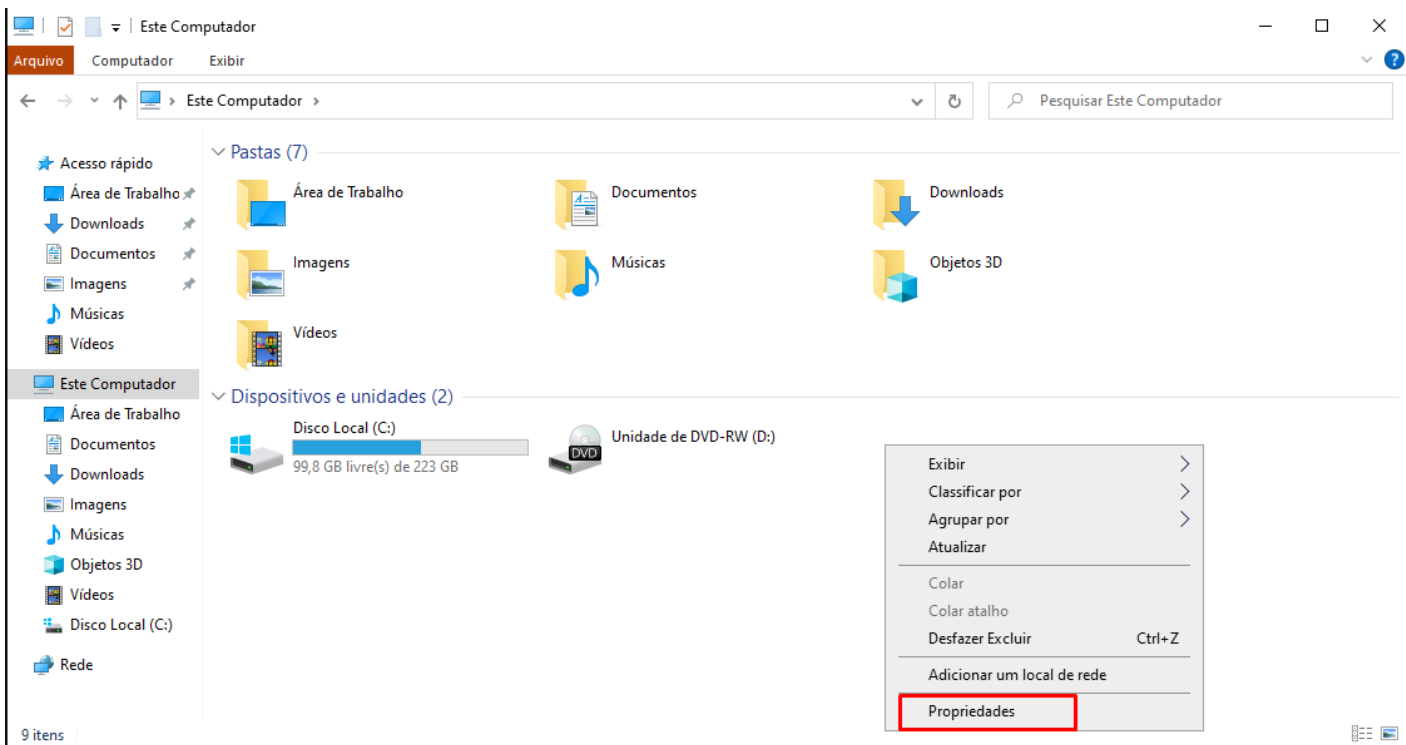 Este Computador
Arquivo Computador Exibir
Este Computador
Pesquisar Este Computador
Acesso rápido
Área de Trabalho
Downloads
Documentos
Imagens
Músicas
Vídeos
Este Computador
Área de Trabalho
Documentos
Downloads
Imagens
Músicas
Objetos 3D
Vídeos
Disco Local (C:)
Rede
Pastas (7)
Área de Trabalho
Documentos
Downloads
Imagens
Músicas
Objetos 3D
Vídeos
Dispositivos e unidades (2)
Disco Local (C:)
99,8 GB livre(s) de 223 GB
DVD
Unidade de DVD-RW (D:)
Exibir
Classificar por
Agrupar por
Atualizar
Colar
Colar atalho
Desfazer Excluir Ctrl+Z
Adicionar um local de rede
Propriedades
9 itens